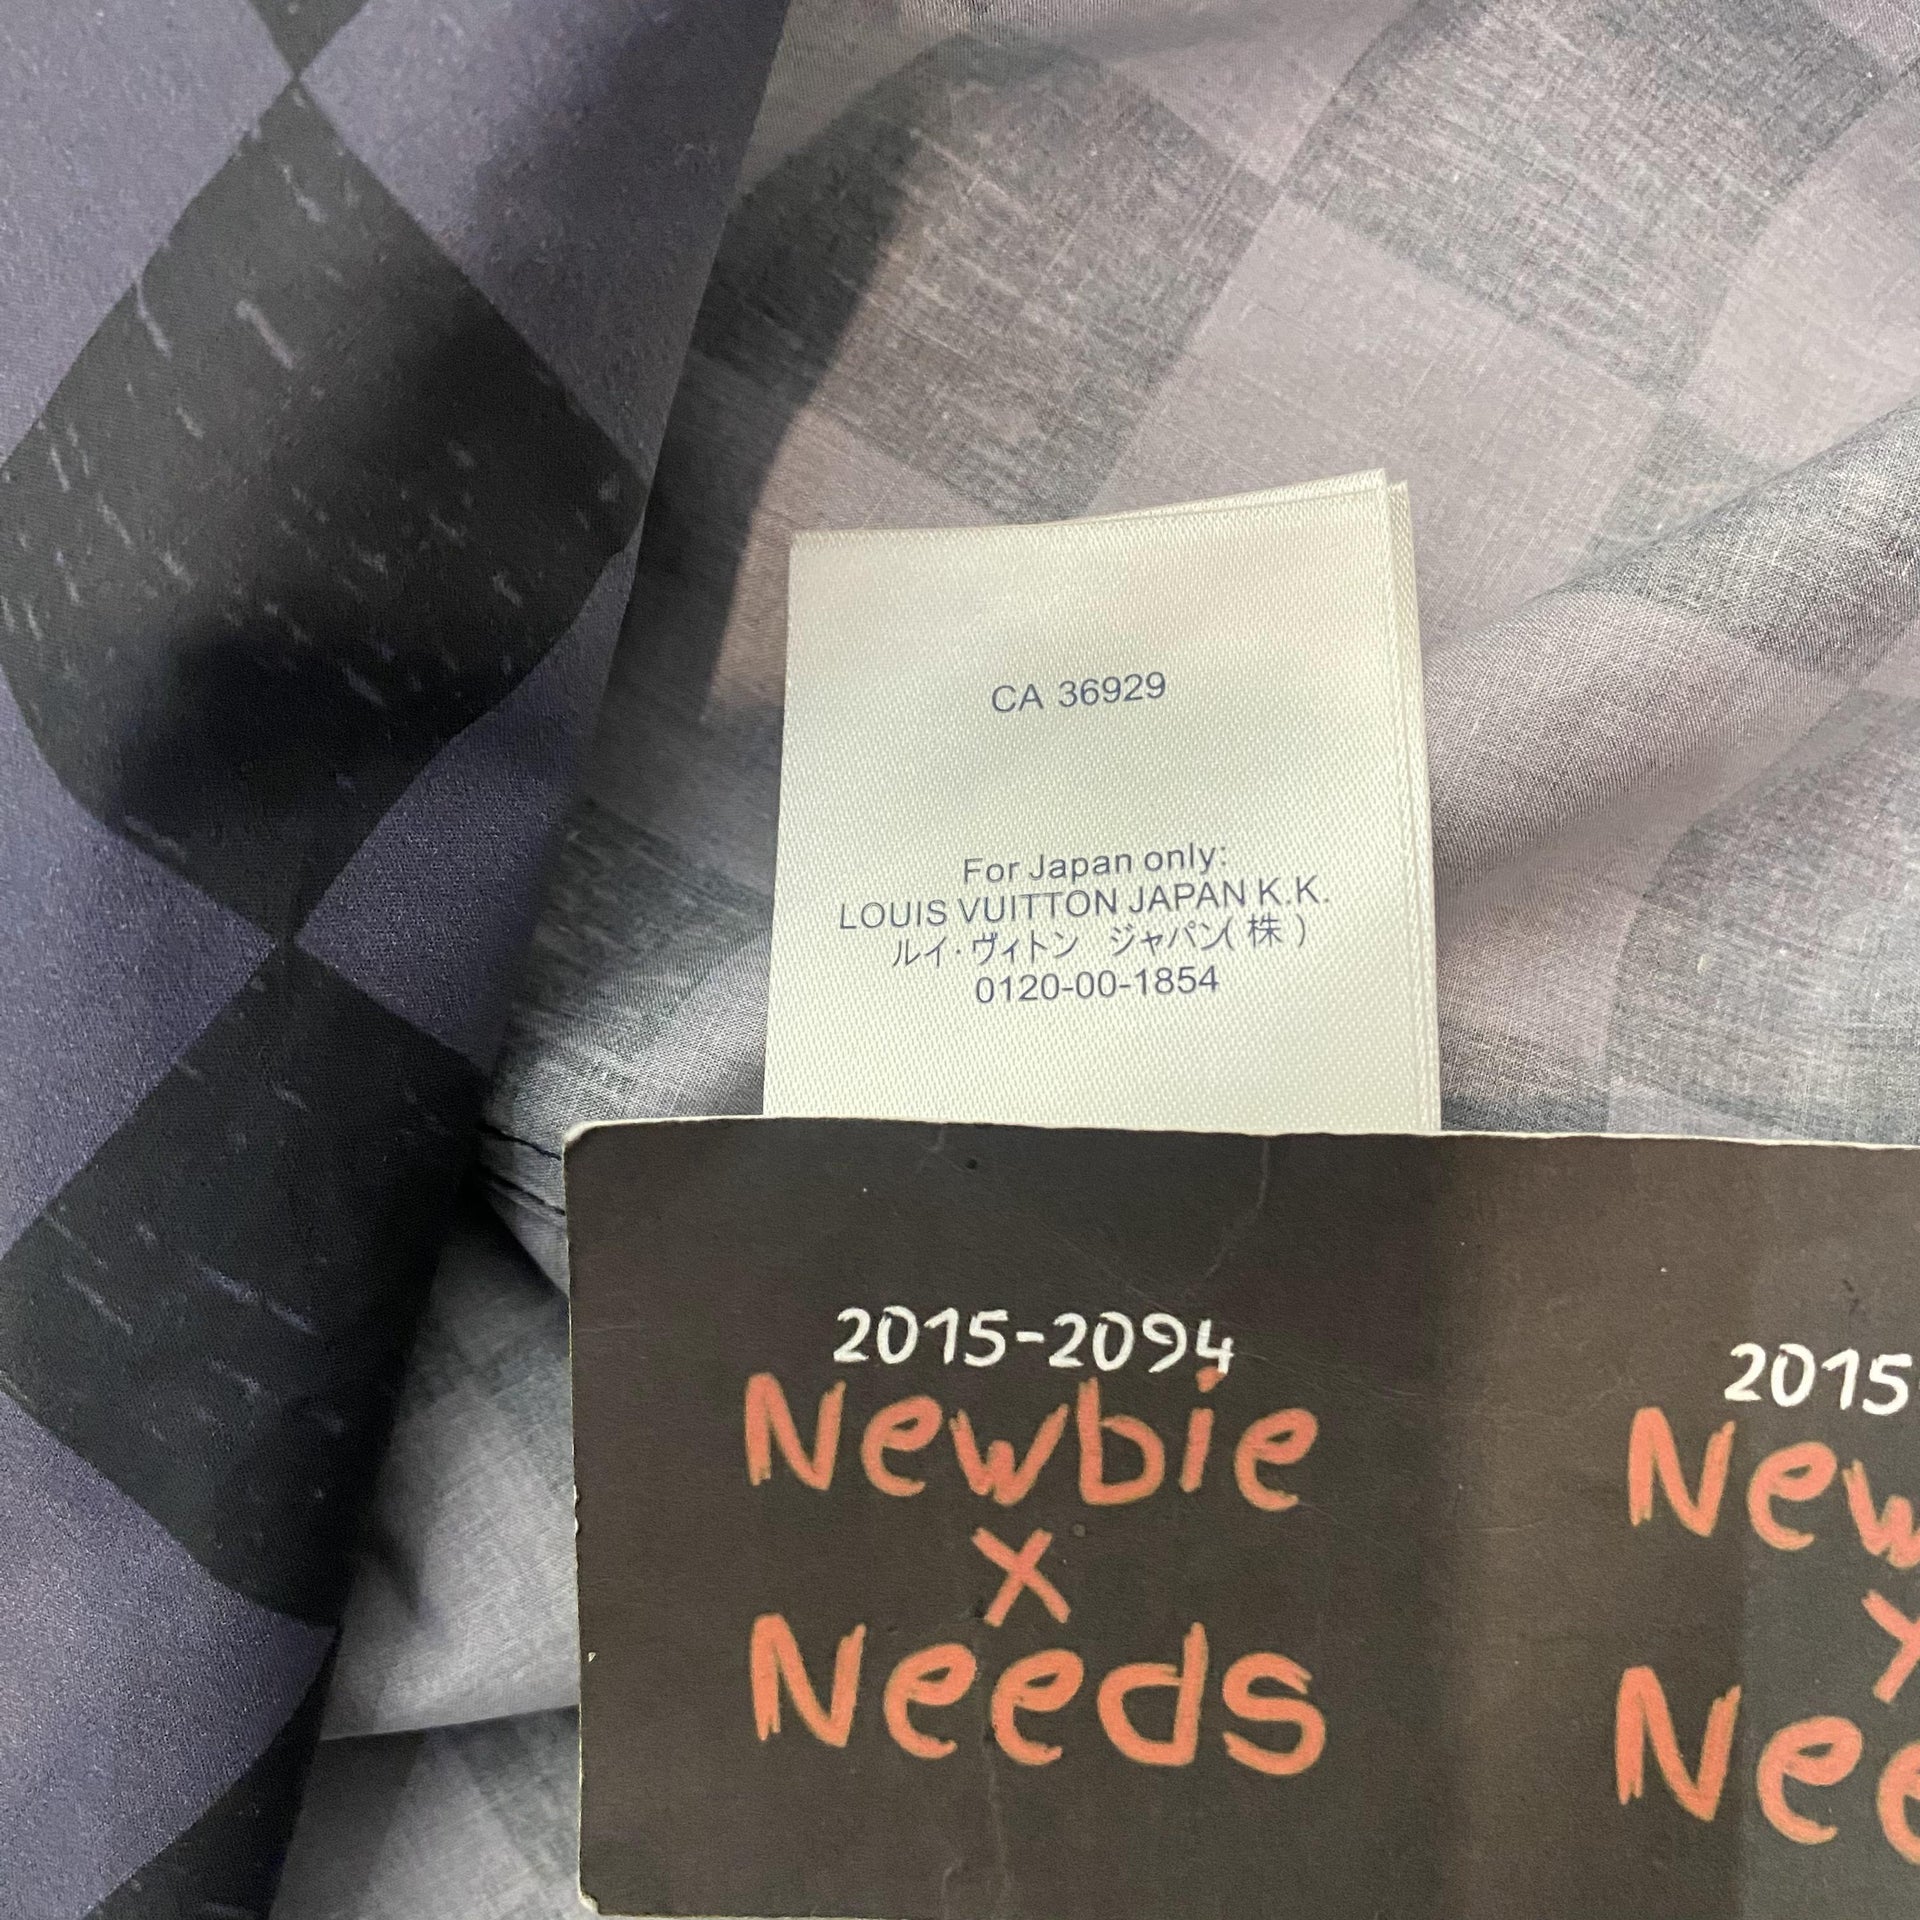 CA 36929
For Japan only:
LOUIS VUITTON JAPAN K.K.
ルイ・ヴィトン ジャパン(株)
0120-00-1854
2015-2094
Newbie
x
Needs
2015
New
x
Nee